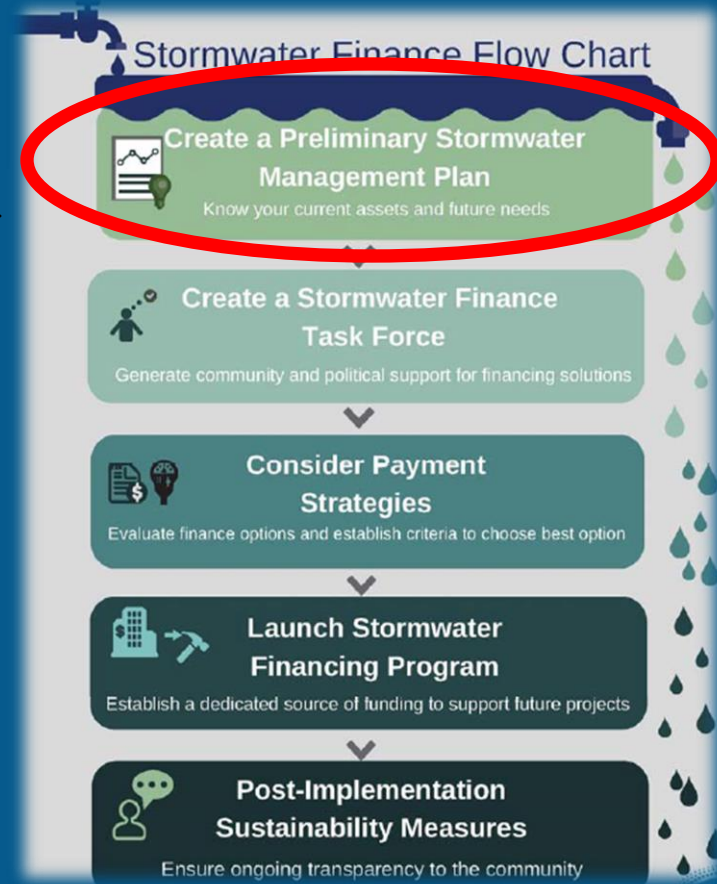 Stormwater Finance Flow Chart
Create a Preliminary Stormwater
Management Plan
Know your current assets and future needs
Create a Stormwater Finance
Task Force
Generate community and political support for financing solutions
Consider Payment
Strategies
Evaluate finance options and establish criteria to choose best option
Launch Stormwater
Financing Program
Establish a dedicated source of funding to support future projects
Post-Implementation
Sustainability Measures
Ensure ongoing transparency to the community